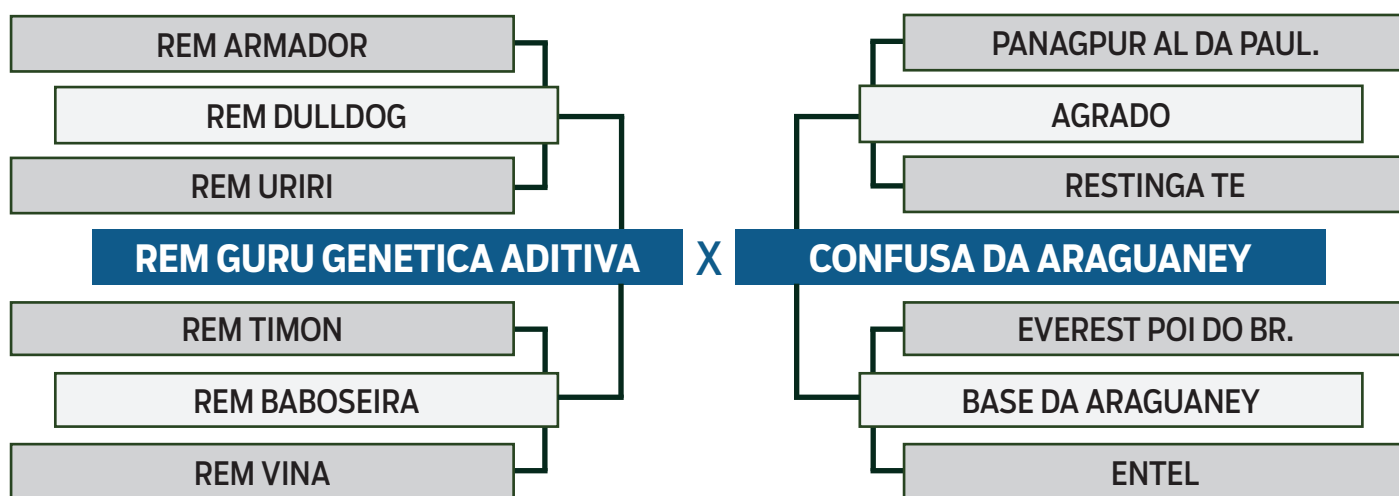 REM ARMADOR
REM DULLDOG
REM URIRI
REM GURU GENETICA ADITIVA
REM TIMON
REM BABOSEIRA
REM VINA
X
PANAGPUR AL DA PAUL.
AGRADO
RESTINGA TE
CONFUSA DA ARAGUANEY
EVEREST POI DO BR.
BASE DA ARAGUANEY
ENTEL